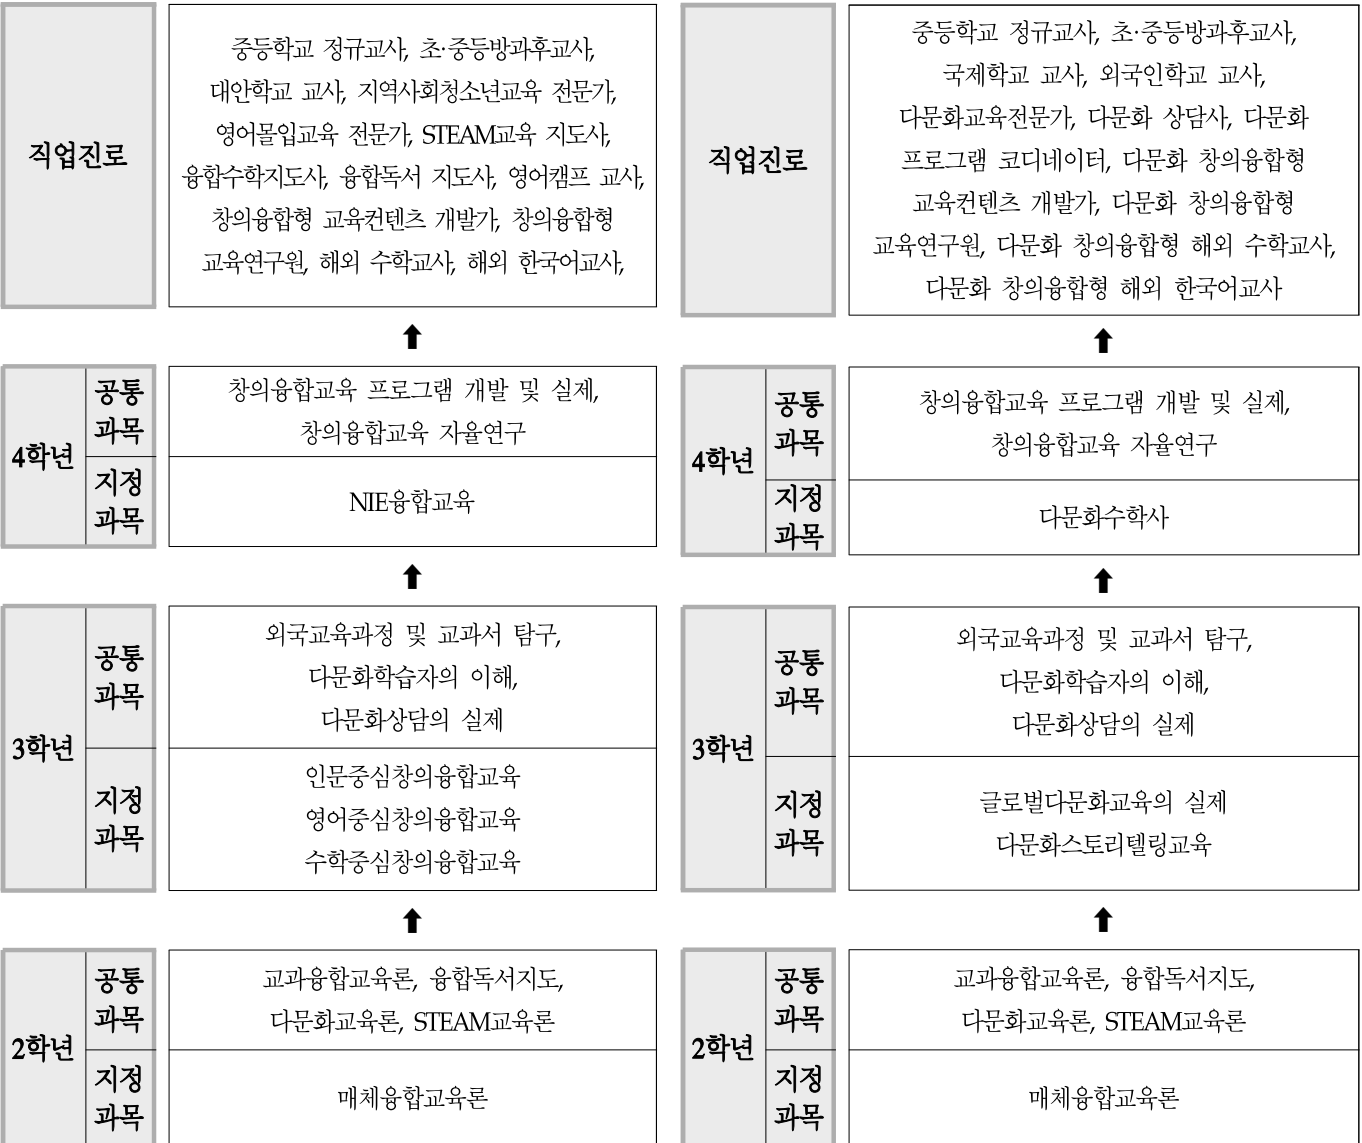 직업진로
중등학교 정규교사, 초·중등방과후교사,
대안학교 교사, 지역사회청소년교육 전문가,
영어몰입교육 전문가, STEAM교육 지도사,
융합수학지도사, 융합독서 지도사, 영어캠프 교사,
창의융합형 교육컨텐츠 개발가, 창의융합형
교육연구원, 해외 수학교사, 해외 한국어교사,
4학년
공통
과목
창의융합교육 프로그램 개발 및 실제,
창의융합교육 자율연구
지정
과목
NIE융합교육
3학년
공통
과목
외국교육과정 및 교과서 탐구,
다문화학습자의 이해,
다문화상담의 실제
지정
과목
인문중심창의융합교육
영어중심창의융합교육
수학중심창의융합교육
2학년
공통
과목
교과융합교육론, 융합독서지도,
다문화교육론, STEAM교육론
지정
과목
매체융합교육론
직업진로
중등학교 정규교사, 초·중등방과후교사,
국제학교 교사, 외국인학교 교사,
다문화교육전문가, 다문화 상담사, 다문화
프로그램 코디네이터, 다문화 창의융합형
교육컨텐츠 개발가, 다문화 창의융합형
교육연구원, 다문화 창의융합형 해외 수학교사,
다문화 창의융합형 해외 한국어교사
4학년
공통
과목
창의융합교육 프로그램 개발 및 실제,
창의융합교육 자율연구
지정
과목
다문화수학사
3학년
공통
과목
외국교육과정 및 교과서 탐구,
다문화학습자의 이해,
다문화상담의 실제
지정
과목
글로벌다문화교육의 실제
다문화스토리텔링교육
2학년
공통
과목
교과융합교육론, 융합독서지도,
다문화교육론, STEAM교육론
지정
과목
매체융합교육론